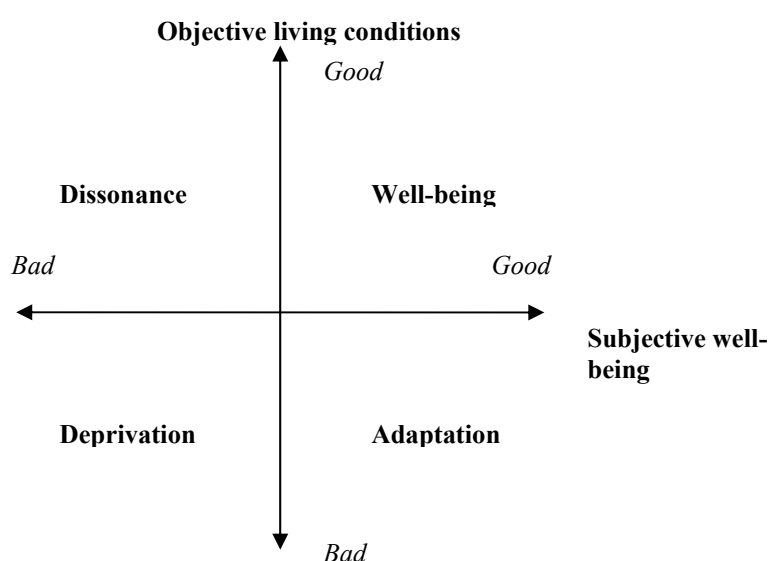 Objective living conditions
Good
Dissonance
Well-being
Bad
Good
Subjective well-
being
Deprivation
Adaptation
Bad